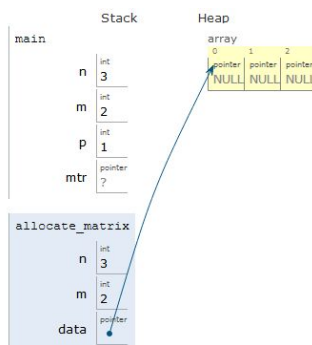 Stack Heap
main
array
0 1 2
pointer pointer pointer
NULL NULL NULL
int
n 3
int
m 2
int
p 1
pointer
mtr ?
allocate_matrix
int
n 3
int
m 2
pointer
data